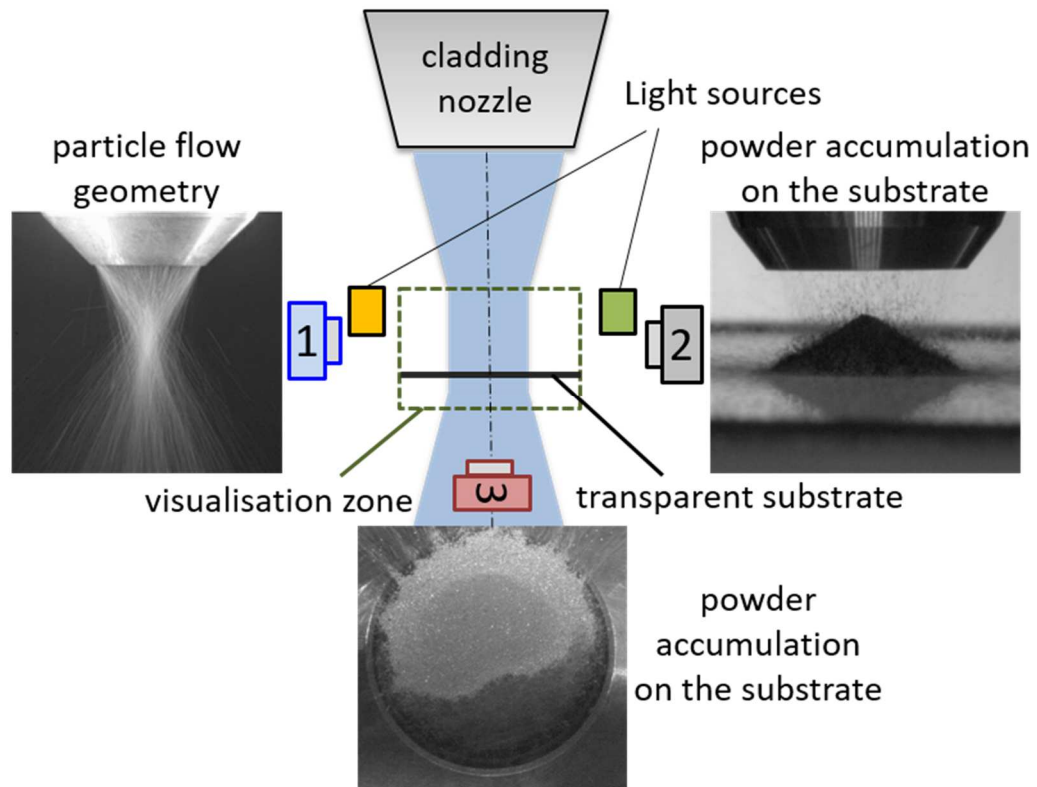 cladding
nozzle
Light sources
particle flow
geometry
powder accumulation
on the substrate
1
2
3
visualisation zone
transparent substrate
powder
accumulation
on the substrate